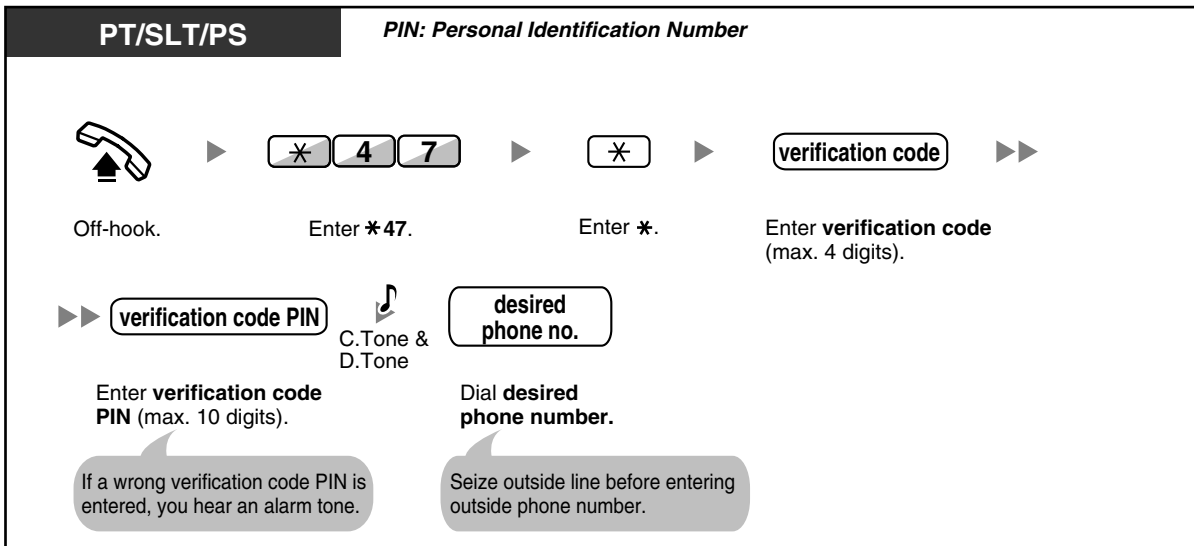 PT/SLT/PS
PIN: Personal Identification Number
* 4 7
*
verification code
Off-hook.
Enter *47.
Enter *.
Enter verification code
(max. 4 digits).
verification code PIN
C.Tone &
D.Tone
desired
phone no.
Enter verification code
PIN (max. 10 digits).
Dial desired
phone number.
If a wrong verification code PIN is
entered, you hear an alarm tone.
Seize outside line before entering
outside phone number.